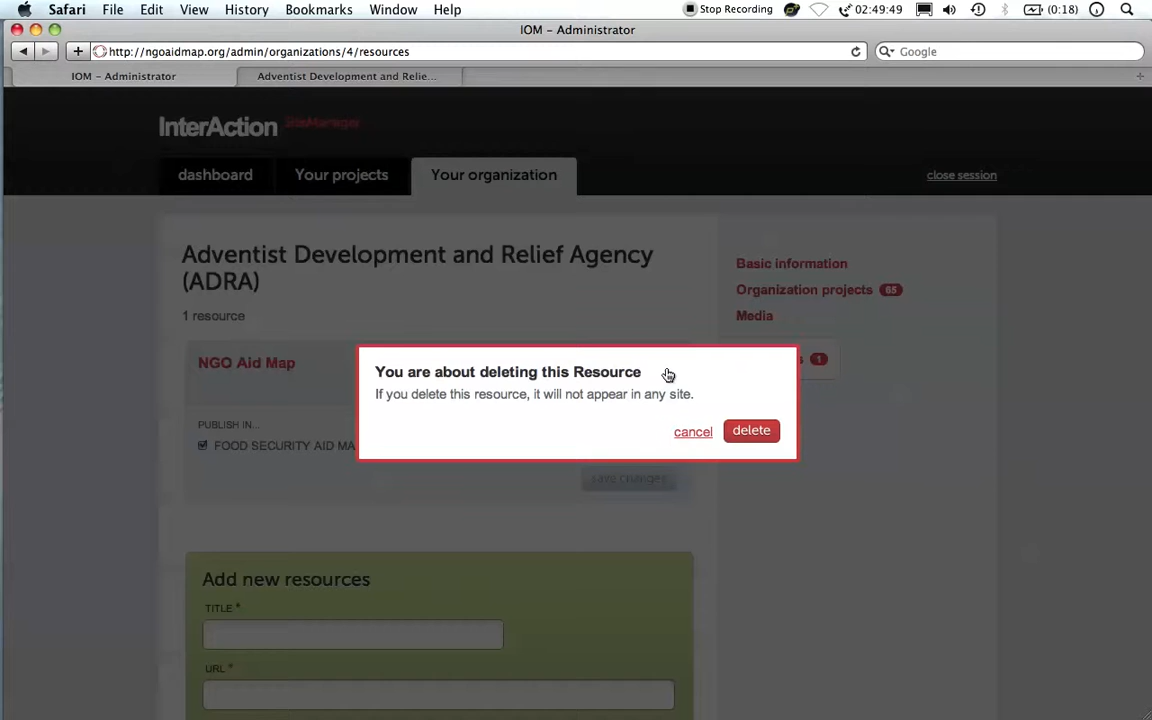 Safari File Edit View History Bookmarks Window Help Stop Recording 02:49:49 (0:18)
IOM – Administrator
http://ngoaidmap.org/admin/organizations/4/resources Google
IOM – Administrator Adventist Development and Relie...
InterAction SiteManager
dashboard Your projects Your organization close session
Adventist Development and Relief Agency
(ADRA)
1 resource
Basic information
Organization projects 65
Media
1
NGO Aid Map
You are about deleting this Resource
If you delete this resource, it will not appear in any site.
cancel delete
PUBLISH IN...
FOOD SECURITY AID MA
save changes
Add new resources
TITLE *
URL *